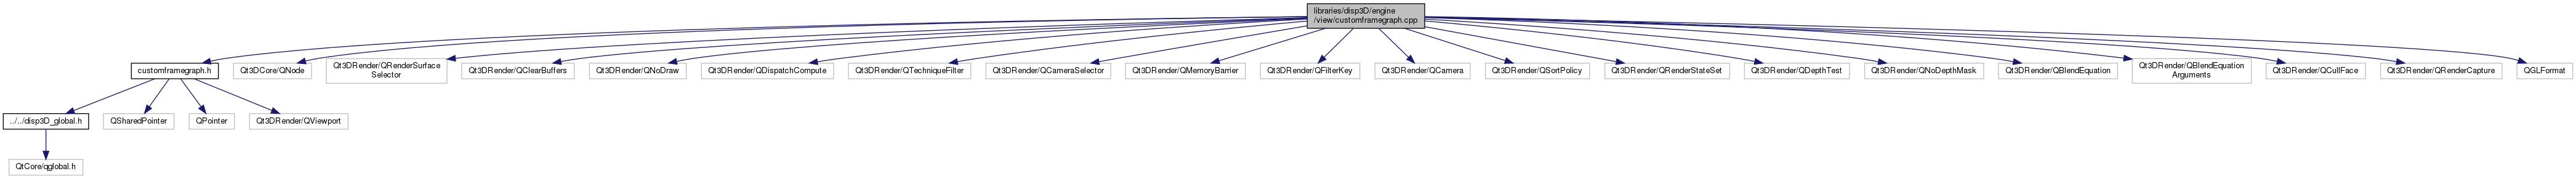 libraries/disp3D/engine
/view/customframegraph.cpp
customframegraph.h
Qt3DCore/QNode
Qt3DRender/QRenderSurface
Selector
Qt3DRender/QClearBuffers
Qt3DRender/QNoDraw
Qt3DRender/QDispatchCompute
Qt3DRender/QTechniqueFilter
Qt3DRender/QCameraSelector
Qt3DRender/QMemoryBarrier
Qt3DRender/QFilterKey
Qt3DRender/QCamera
Qt3DRender/QSortPolicy
Qt3DRender/QRenderStateSet
Qt3DRender/QDepthTest
Qt3DRender/QNoDepthMask
Qt3DRender/QBlendEquation
Qt3DRender/QBlendEquation
Arguments
Qt3DRender/QCullFace
Qt3DRender/QRenderCapture
QGLFormat
../../disp3D_global.h
QSharedPointer
QPointer
Qt3DRender/QViewport
QtCore/qglobal.h